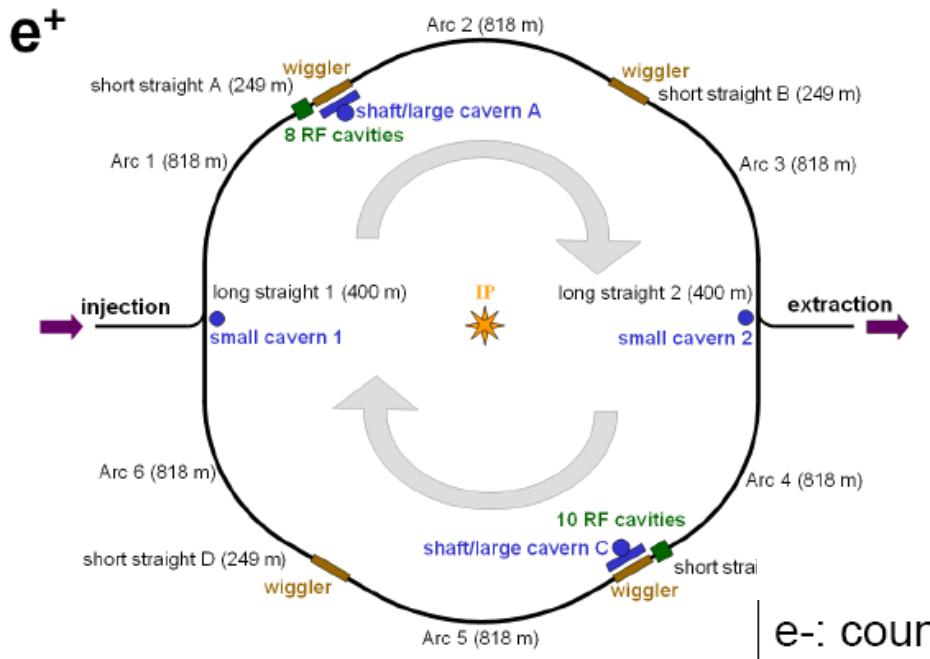 e+
Arc 2 (818 m)
wiggler
wiggler
short straight A (249 m)
short straight B (249 m)
shaft/large cavern A
8 RF cavities
Arc 1 (818 m)
Arc 3 (818 m)
injection
long straight 1 (400 m)
IP
long straight 2 (400 m)
extraction
small cavern 1
small cavern 2
Arc 6 (818 m)
Arc 4 (818 m)
10 RF cavities
shaft/large cavern C
short straight D (249 m)
short strai
wiggler
wiggler
Arc 5 (818 m)
e-: coun